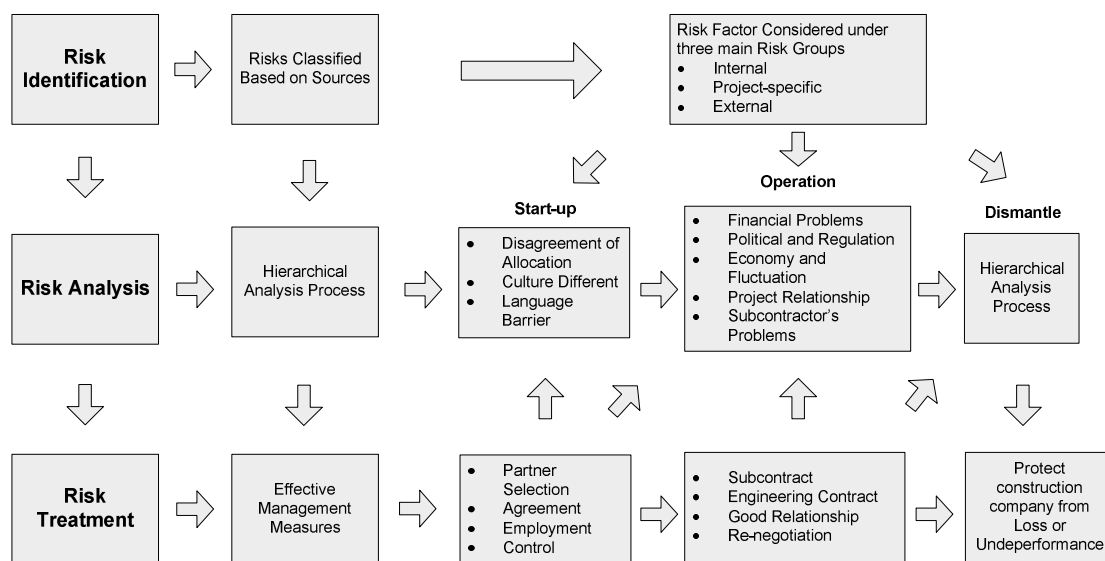 Risk
Identification
Risks Classified
Based on Sources
Risk Factor Considered under
three main Risk Groups
• Internal
• Project-specific
• External
Start-up
Operation
Dismantle
Risk Analysis
Hierarchical
Analysis Process
• Disagreement of
Allocation
• Culture Different
• Language
Barrier
• Financial Problems
• Political and Regulation
• Economy and
Fluctuation
• Project Relationship
• Subcontractor's
Problems
Hierarchical
Analysis
Process
Risk
Treatment
Effective
Management
Measures
• Partner
Selection
• Agreement
• Employment
• Control
• Subcontract
• Engineering Contract
• Good Relationship
• Re-negotiation
Protect
construction
company from
Loss or
Undeperformance